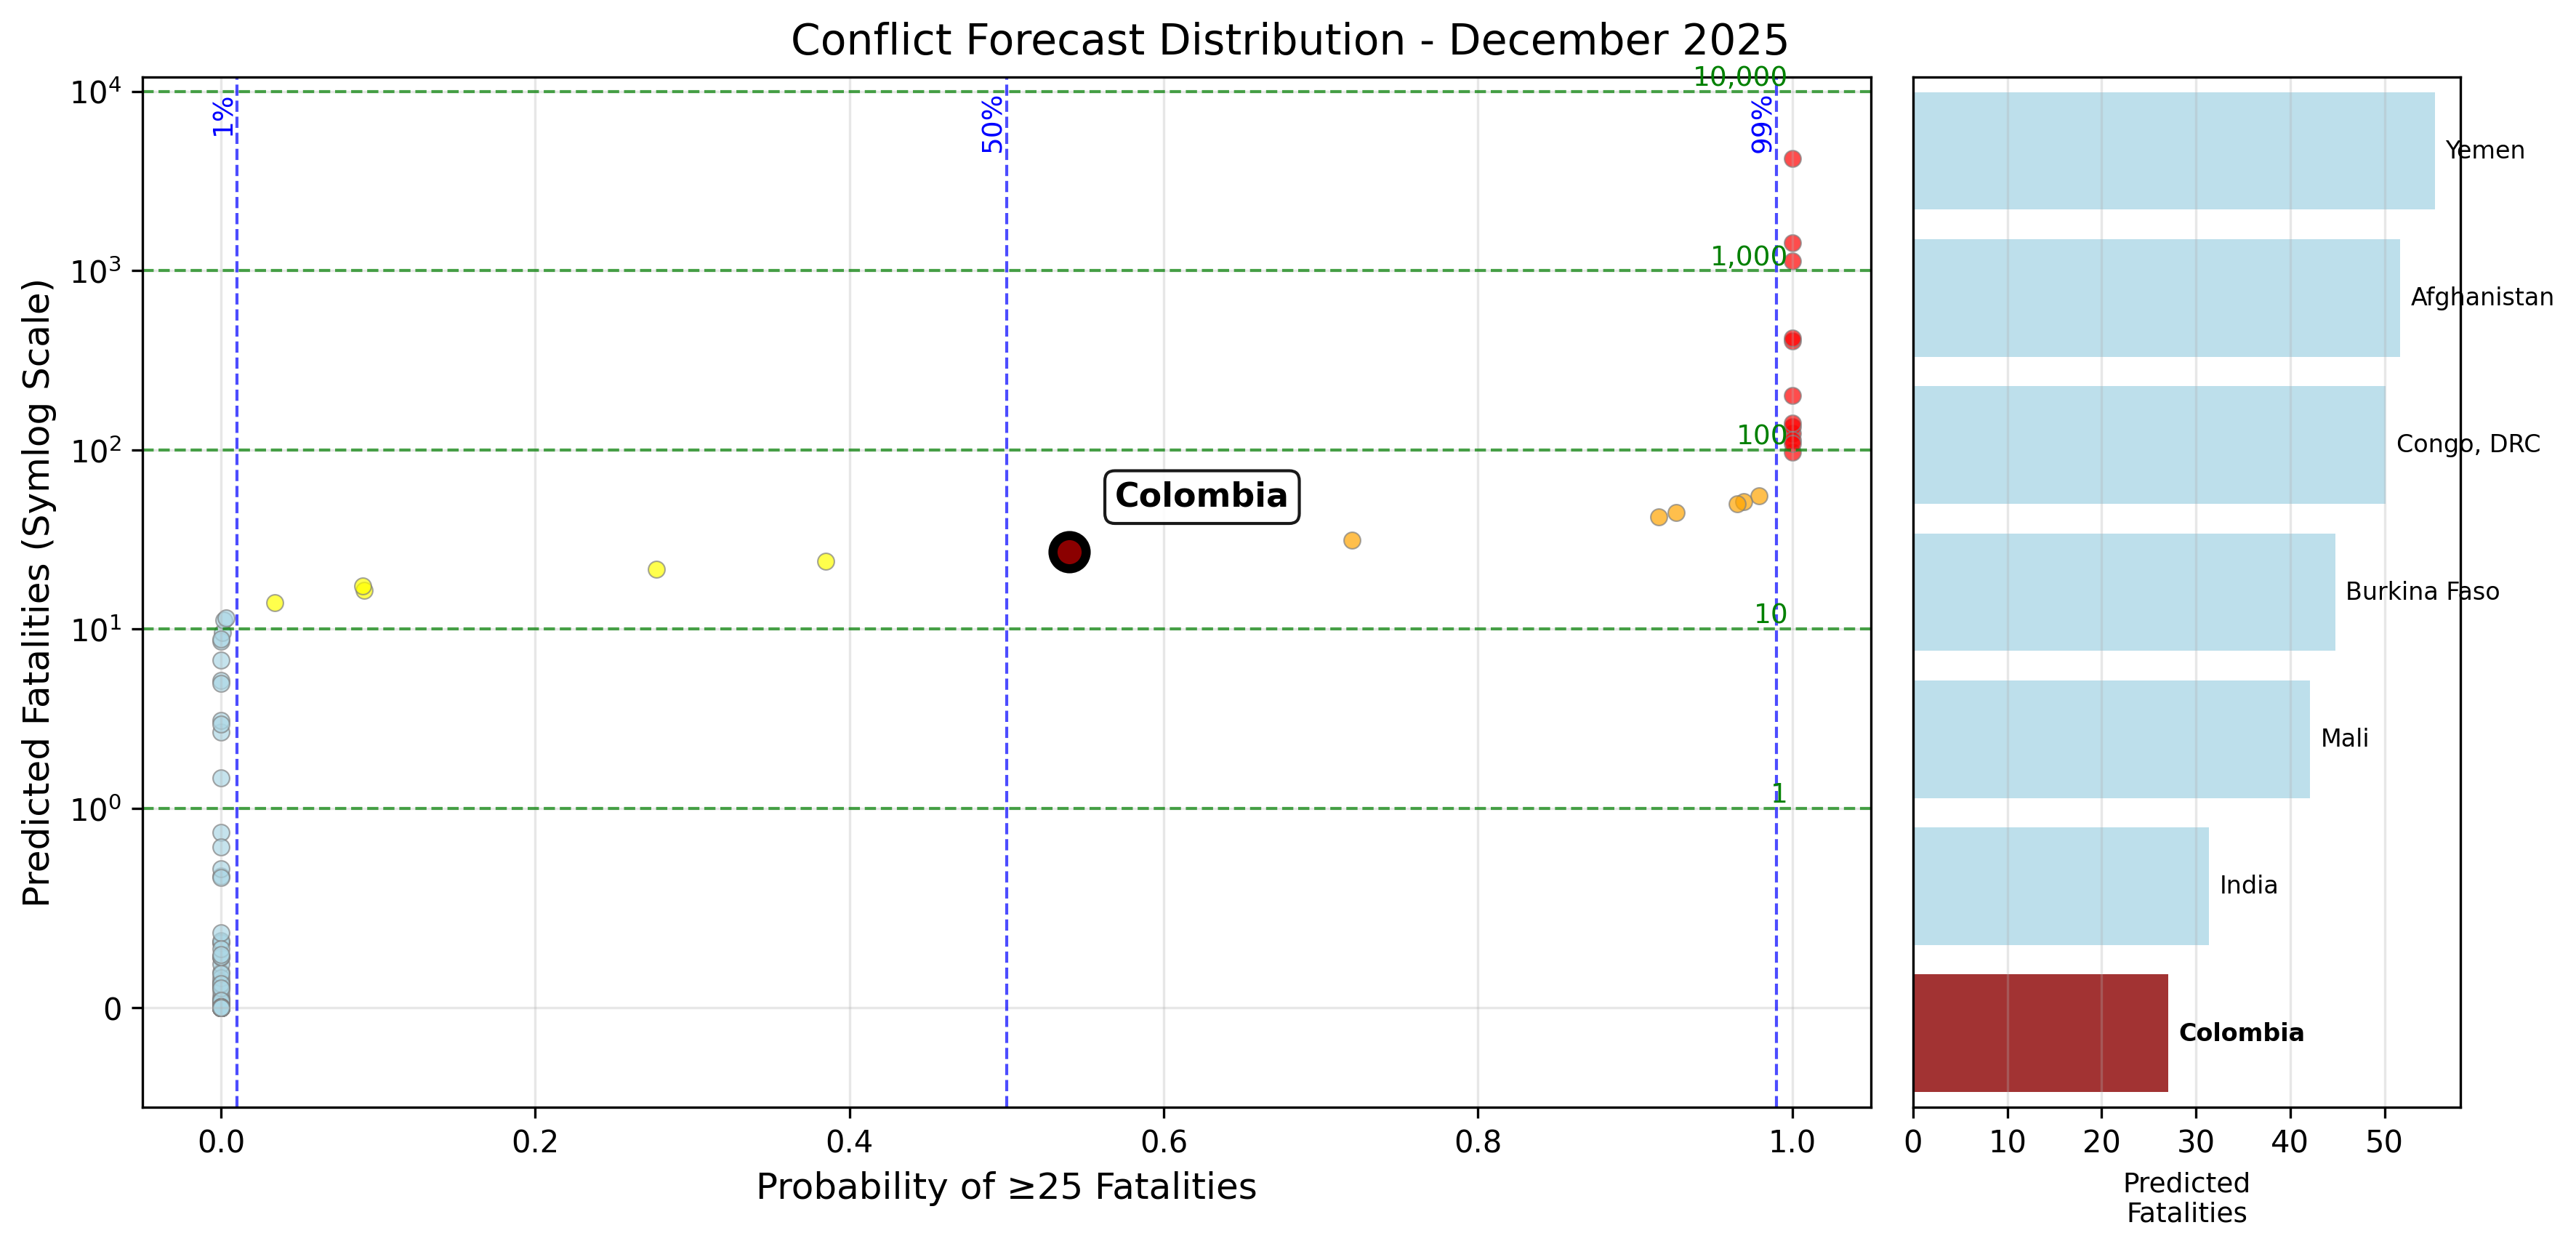 Conflict Forecast Distribution - December 2025
Predicted Fatalities (Symlog Scale)
10⁴
10³
10²
10¹
10⁰
0
1%
50%
99%
10,000
1,000
100
10
1
Colombia
0.0 0.2 0.4 0.6 0.8 1.0
Probability of ≥25 Fatalities
Yemen
Afghanistan
Congo, DRC
Burkina Faso
Mali
India
Colombia
0 10 20 30 40 50
Predicted
Fatalities